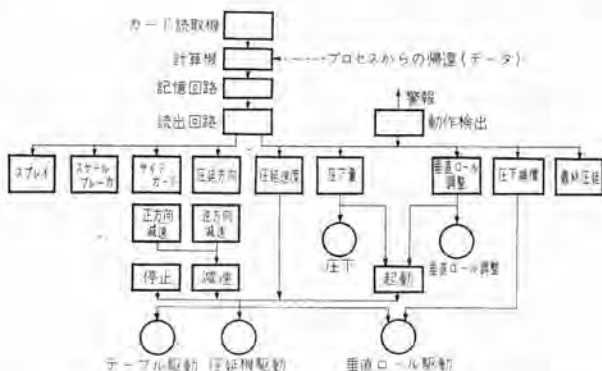 カード読取機
計算機
プロセスからの帰還(データ)
記憶回路
警報
読出回路
動作検出
スプレイ
スケール
ブレーカ
サイド
ガード
圧延方向
圧延速度
圧下量
垂直ロール
調整
圧下補償
最終圧延
正方向
減速
逆方向
減速
圧下
垂直ロール調整
停止
減速
起動
テーブル駆動
圧延機駆動
垂直ロール駆動